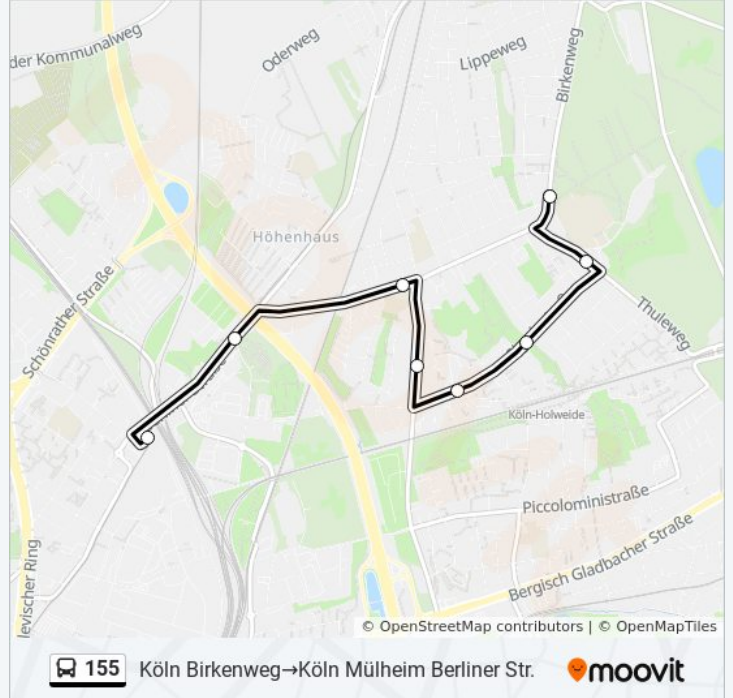 der Kommunalweg
Oderweg
Lippeweg
Birkenweg
Höhenhaus
Schönrather Straße
Thuleweg
Köln-Holweide
Piccoloministraße
Bergisch Gladbacher Straße
levischer Ring
© OpenStreetMap contributors | © OpenMapTiles
155 Köln Birkenweg→Köln Mülheim Berliner Str. moovit